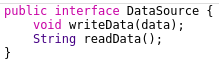 public interface DataSource {
    void writeData(data);
    String readData();
}